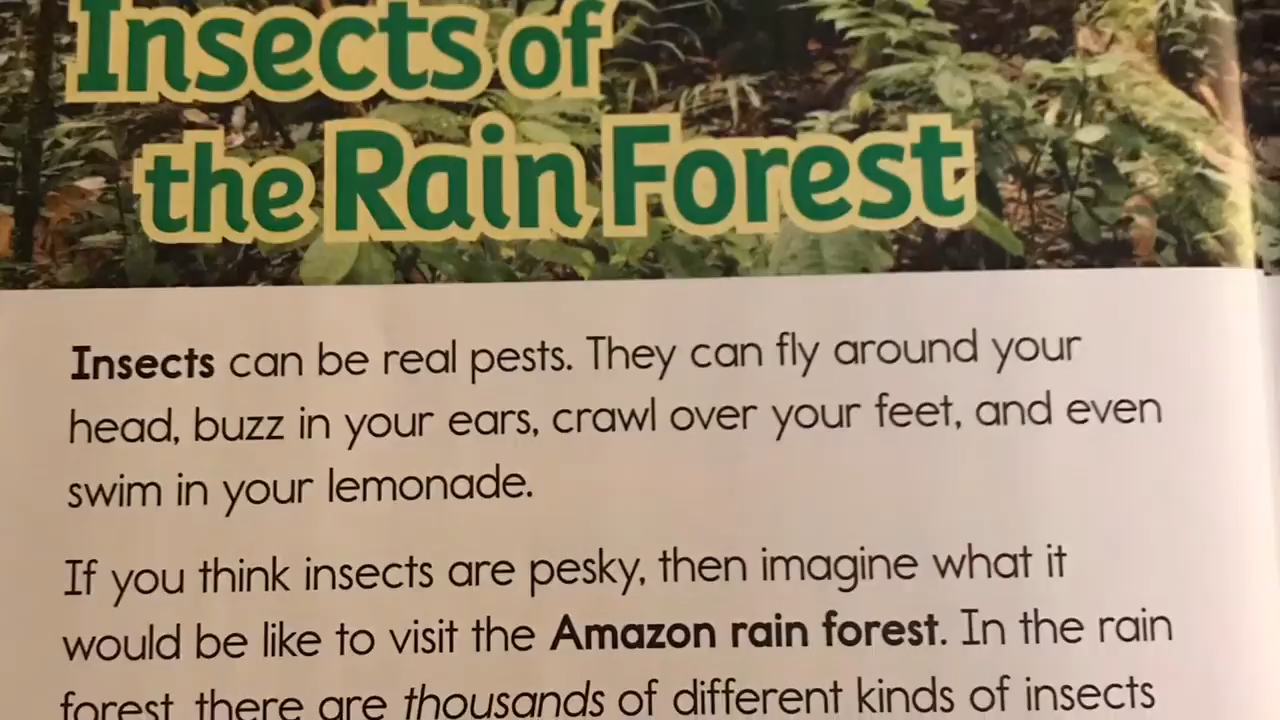 Insects of
the Rain Forest
Insects can be real pests. They can fly around your
head, buzz in your ears, crawl over your feet, and even
swim in your lemonade.
If you think insects are pesky, then imagine what it
would be like to visit the Amazon rain forest. In the rain
forest, there are thousands of different kinds of insects